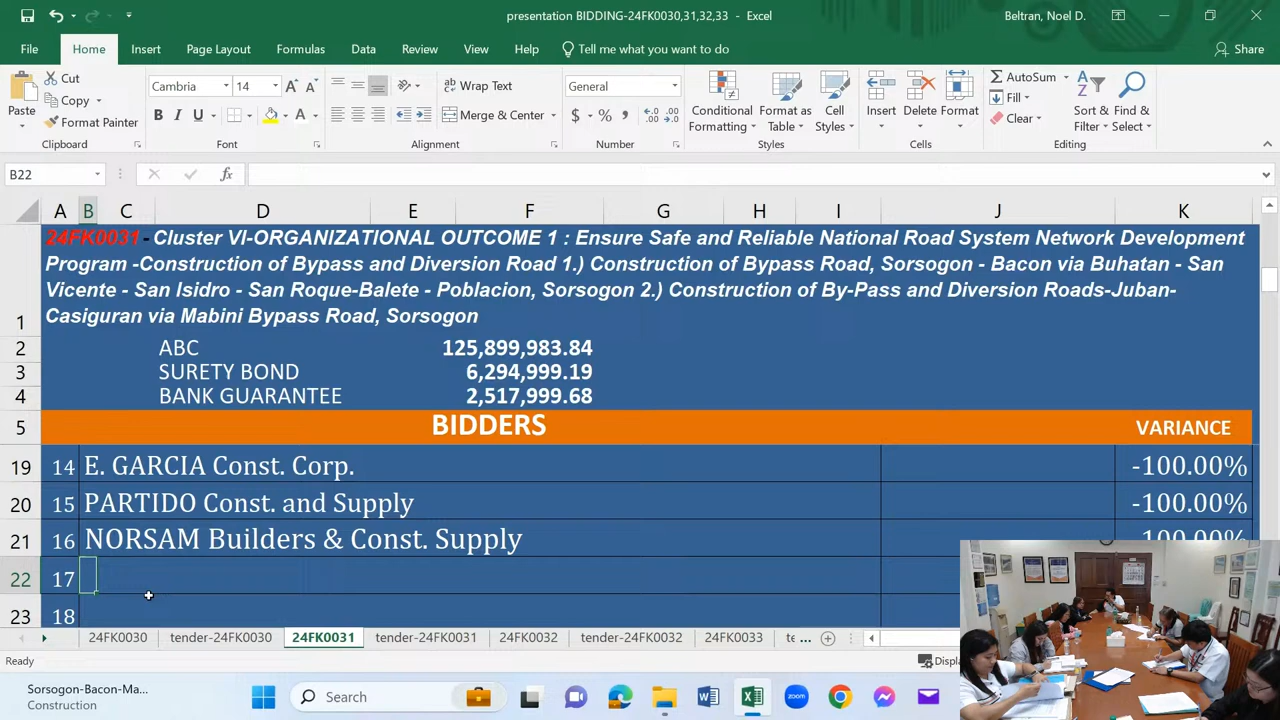 presentation BIDDING-24FK0030,31,32,33 - Excel
Beltran, Noel D.
File Home Insert Page Layout Formulas Data Review View Help Tell me what you want to do Share
Paste
Cut
Copy
Format Painter
Clipboard
Cambria 14
B I U
Font
Wrap Text
Merge & Center
Alignment
General
$ % ,
Number
Conditional Formatting
Format as Table
Cell Styles
Styles
Insert
Delete
Format
Cells
AutoSum
Fill
Clear
Sort & Filter
Find & Select
Editing
B22
fx
A B C D E F G H I J K
1
24FK0031 - Cluster VI-ORGANIZATIONAL OUTCOME 1 : Ensure Safe and Reliable National Road System Network Development
Program -Construction of Bypass and Diversion Road 1.) Construction of Bypass Road, Sorsogon - Bacon via Buhatan - San
Vicente - San Isidro - San Roque-Balete - Poblacion, Sorsogon 2.) Construction of By-Pass and Diversion Roads-Juban-
Casiguran via Mabini Bypass Road, Sorsogon
2 ABC 125,899,983.84
3 SURETY BOND 6,294,999.19
4 BANK GUARANTEE 2,517,999.68
5 BIDDERS VARIANCE
19 14 E. GARCIA Const. Corp. -100.00%
20 15 PARTIDO Const. and Supply -100.00%
21 16 NORSAM Builders & Const. Supply -100.00%
22 17
23 18
24FK0030 tender-24FK0030 24FK0031 tender-24FK0031 24FK0032 tender-24FK0032 24FK0033 te ...
Ready
Sorsogon-Bacon-Ma...
Construction
Search
zoom